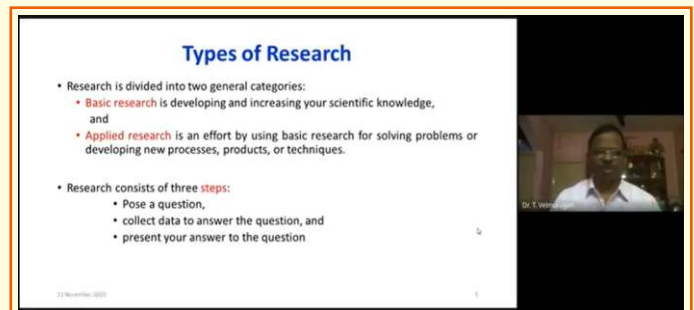 Types of Research
• Research is divided into two general categories:
• Basic research is developing and increasing your scientific knowledge,
and
• Applied research is an effort by using basic research for solving problems or
developing new processes, products, or techniques.
• Research consists of three steps:
• Pose a question,
• collect data to answer the question, and
• present your answer to the question
Dr. T.
November 2020